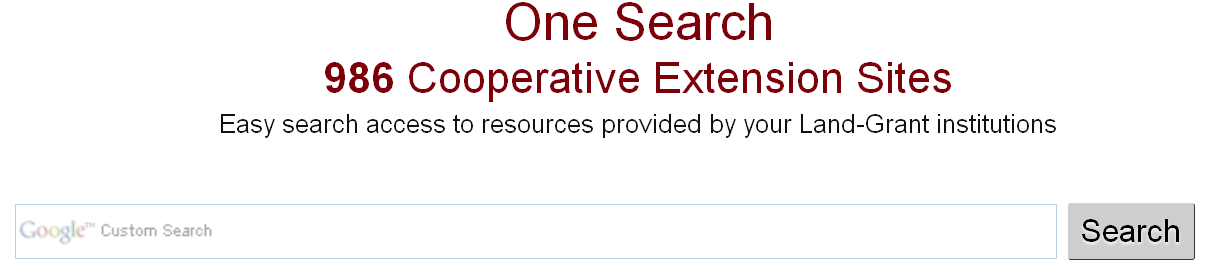 One Search
986 Cooperative Extension Sites
Easy search access to resources provided by your Land-Grant institutions
Google™ Custom Search
Search